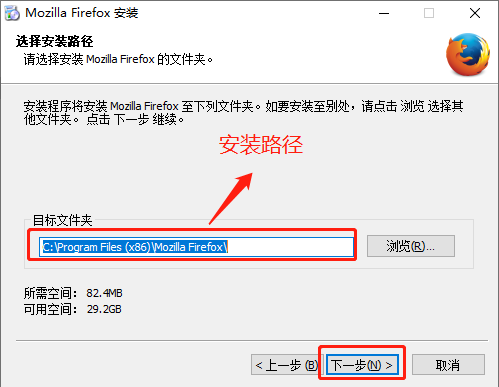 Mozilla Firefox 安装
选择安装路径
请选择安装 Mozilla Firefox 的文件夹。
安装程序将安装 Mozilla Firefox 至下列文件夹。如要安装至别处，请点击 浏览 选择其
他文件夹。 点击 下一步 继续。
安装路径
目标文件夹
C:\Program Files (x86)\Mozilla Firefox\
浏览(R)...
所需空间: 82.4MB
可用空间: 29.2GB
< 上一步 (B)
下一步(N) >
取消